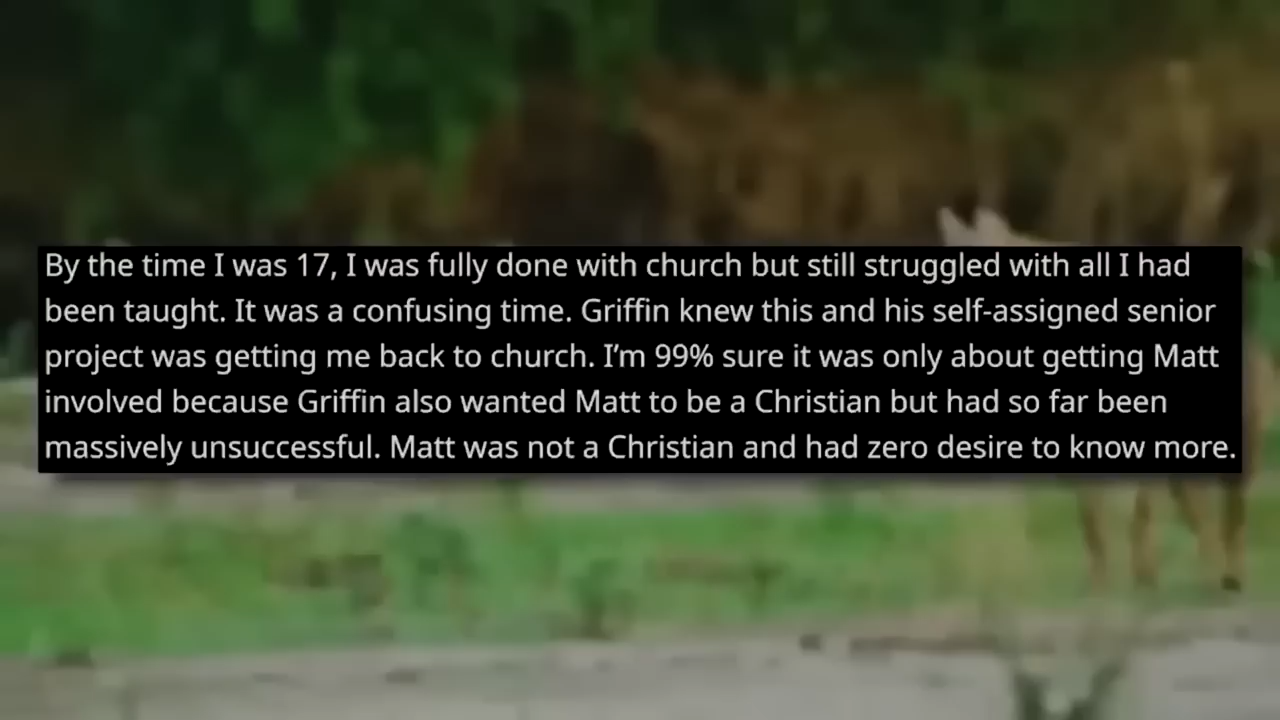 By the time I was 17, I was fully done with church but still struggled with all I had
been taught. It was a confusing time. Griffin knew this and his self-assigned senior
project was getting me back to church. I’m 99% sure it was only about getting Matt
involved because Griffin also wanted Matt to be a Christian but had so far been
massively unsuccessful. Matt was not a Christian and had zero desire to know more.